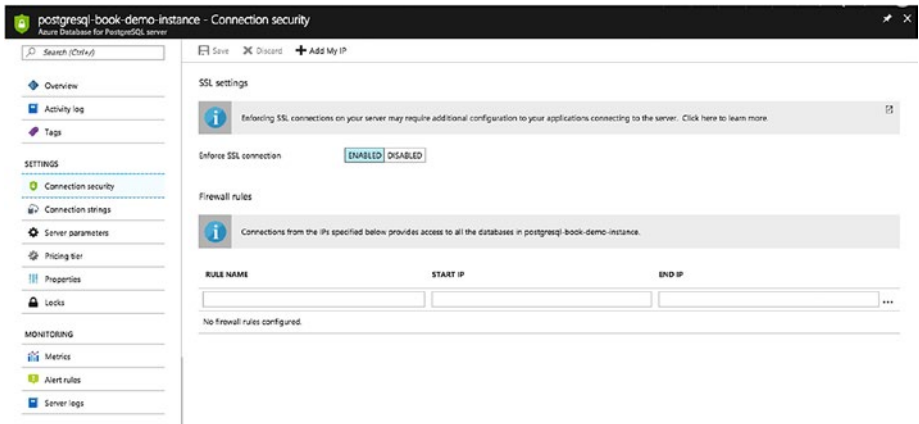 postgresql-book-demo-instance - Connection security
Azure Database for PostgreSQL server
Search (Ctrl+/)
Overview
Activity log
Tags
SETTINGS
Connection security
Connection strings
Server parameters
Pricing tier
Properties
Locks
MONITORING
Metrics
Alert rules
Server logs
Save Discard Add My IP
SSL settings
Enforcing SSL connections on your server may require additional configuration to your applications connecting to the server. Click here to learn more.
Enforce SSL connection ENABLED DISABLED
Firewall rules
Connections from the IPs specified below provides access to all the databases in postgresql-book-demo-instance.
RULE NAME START IP END IP
No firewall rules configured.